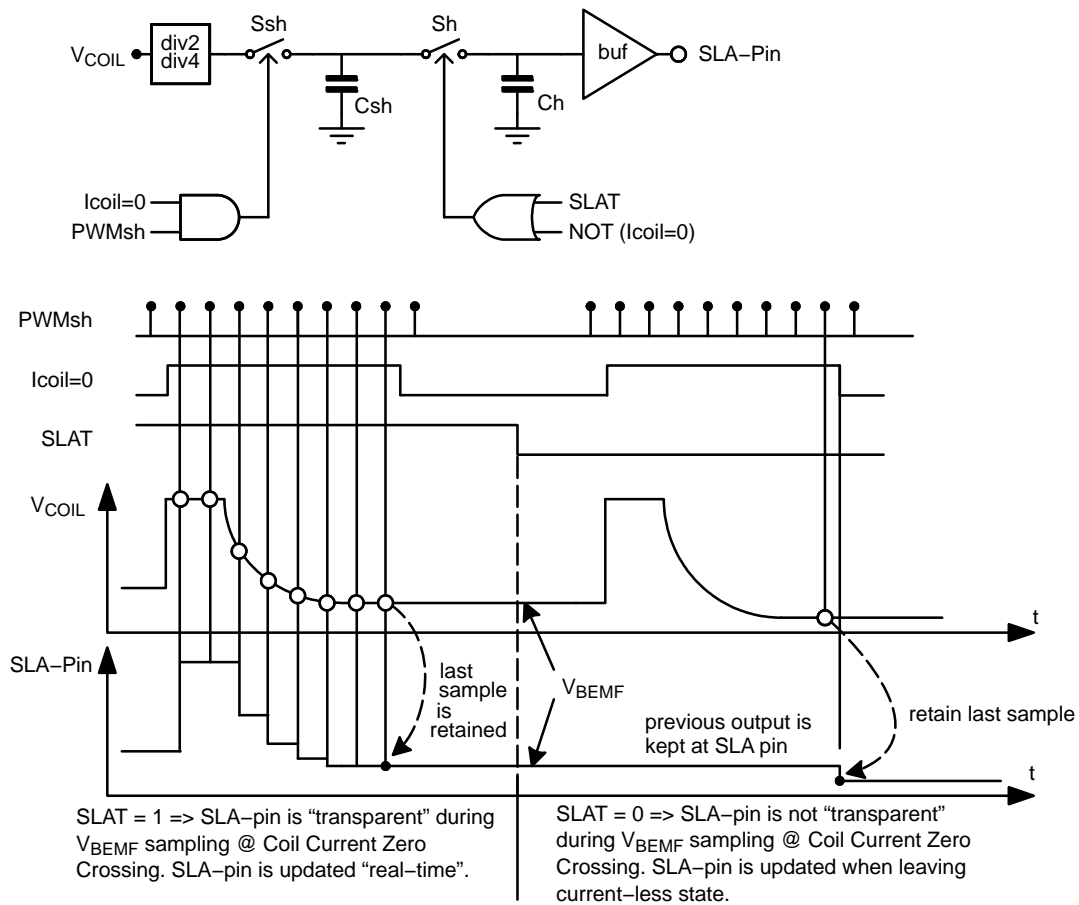 Ssh
Sh
V_COIL
div2
div4
buf
SLA−Pin
Csh
Ch
Icoil=0
PWMsh
SLAT
NOT (Icoil=0)
PWMsh
Icoil=0
SLAT
V_COIL
t
SLA−Pin
last
sample
is
retained
V_BEMF
previous output is
kept at SLA pin
retain last sample
t
SLAT = 1 => SLA−pin is “transparent” during
V_BEMF sampling @ Coil Current Zero
Crossing. SLA−pin is updated “real−time”.
SLAT = 0 => SLA−pin is not “transparent”
during V_BEMF sampling @ Coil Current Zero
Crossing. SLA−pin is updated when leaving
current−less state.